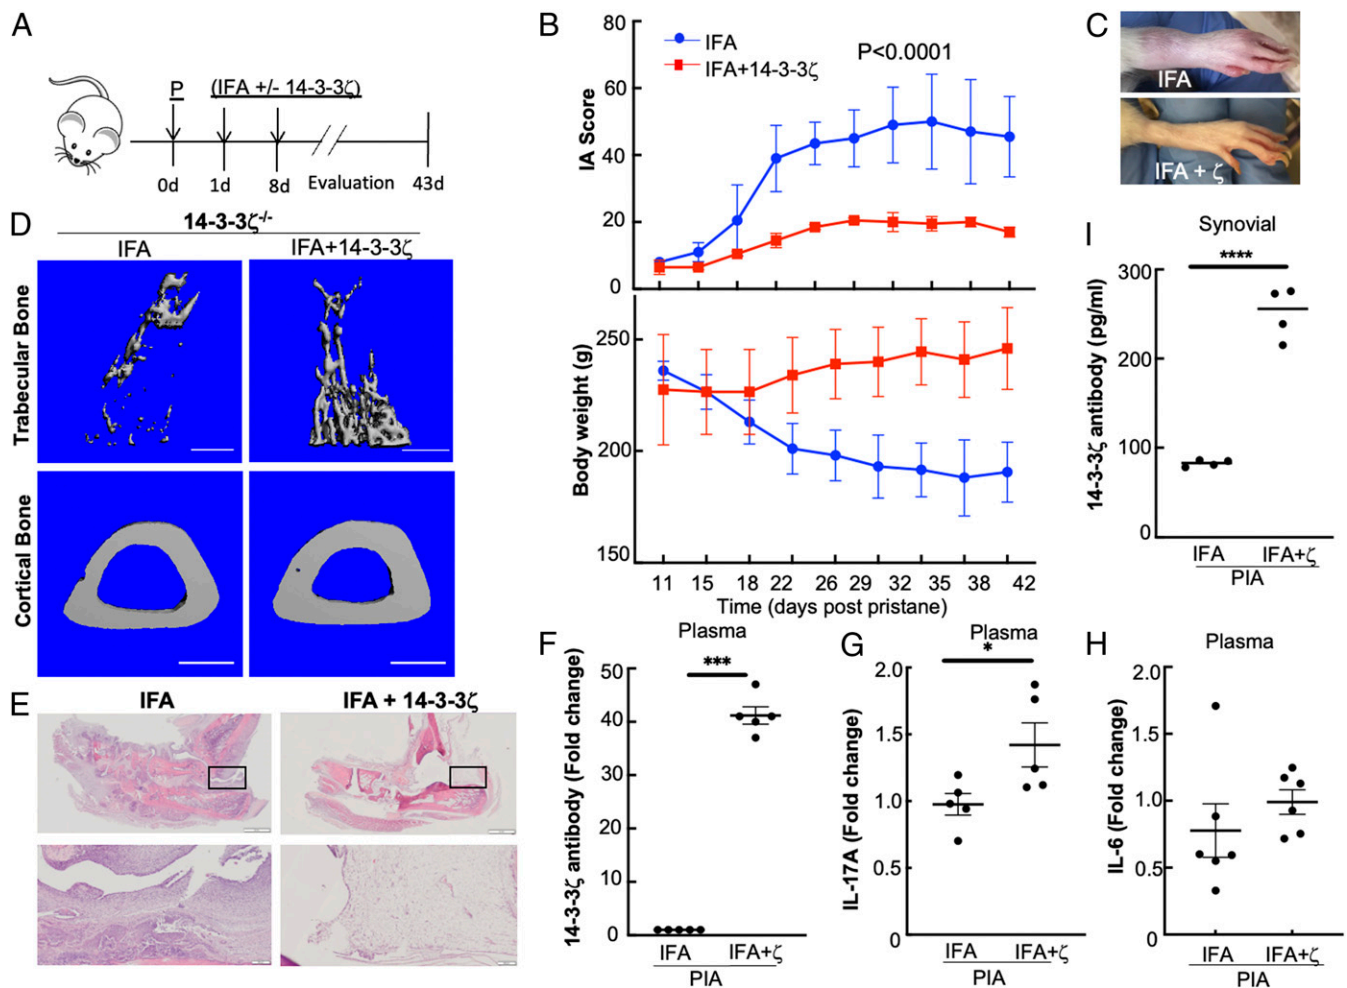 A
P
(IFA +/- 14-3-3ζ)
0d
1d
8d
Evaluation
43d
B
80
60
40
20
0
IA Score
IFA
IFA+14-3-3ζ
P<0.0001
250
200
150
Body weight (g)
11 15 18 22 26 29 32 35 38 42
Time (days post pristane)
C
IFA
IFA + ζ
D
14-3-3ζ-/-
IFA
IFA+14-3-3ζ
Trabecular Bone
Cortical Bone
E
IFA
IFA + 14-3-3ζ
F
Plasma
***
50
40
30
20
10
0
14-3-3ζ antibody (Fold change)
IFA
IFA+ζ
PIA
G
Plasma
*
2.0
1.5
1.0
0.5
0
IL-17A (Fold change)
IFA
IFA+ζ
PIA
H
Plasma
2.0
1.5
1.0
0.5
0
IL-6 (Fold change)
IFA
IFA+ζ
PIA
I
Synovial
****
300
200
100
0
14-3-3ζ antibody (pg/ml)
IFA
IFA+ζ
PIA